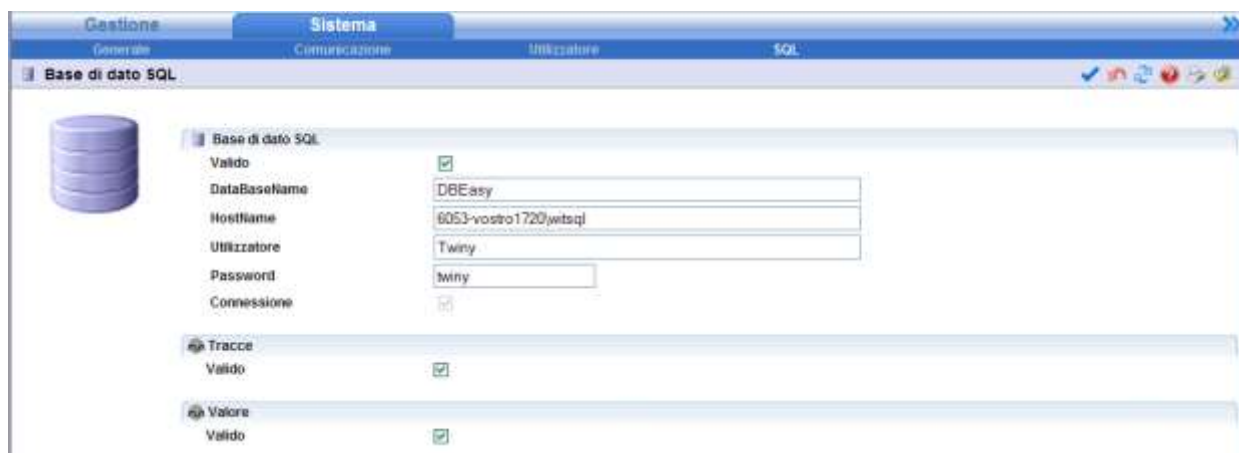 Gestione Sistema
Generale Comunicazione Utilizzatore SQL
Base di dato SQL
Base di dato SQL
Valido
DataBaseName DBEasy
HostName 6053-vostro1720\witsql
Utilizzatore Twiny
Password twiny
Connessione
Tracce
Valido
Valore
Valido